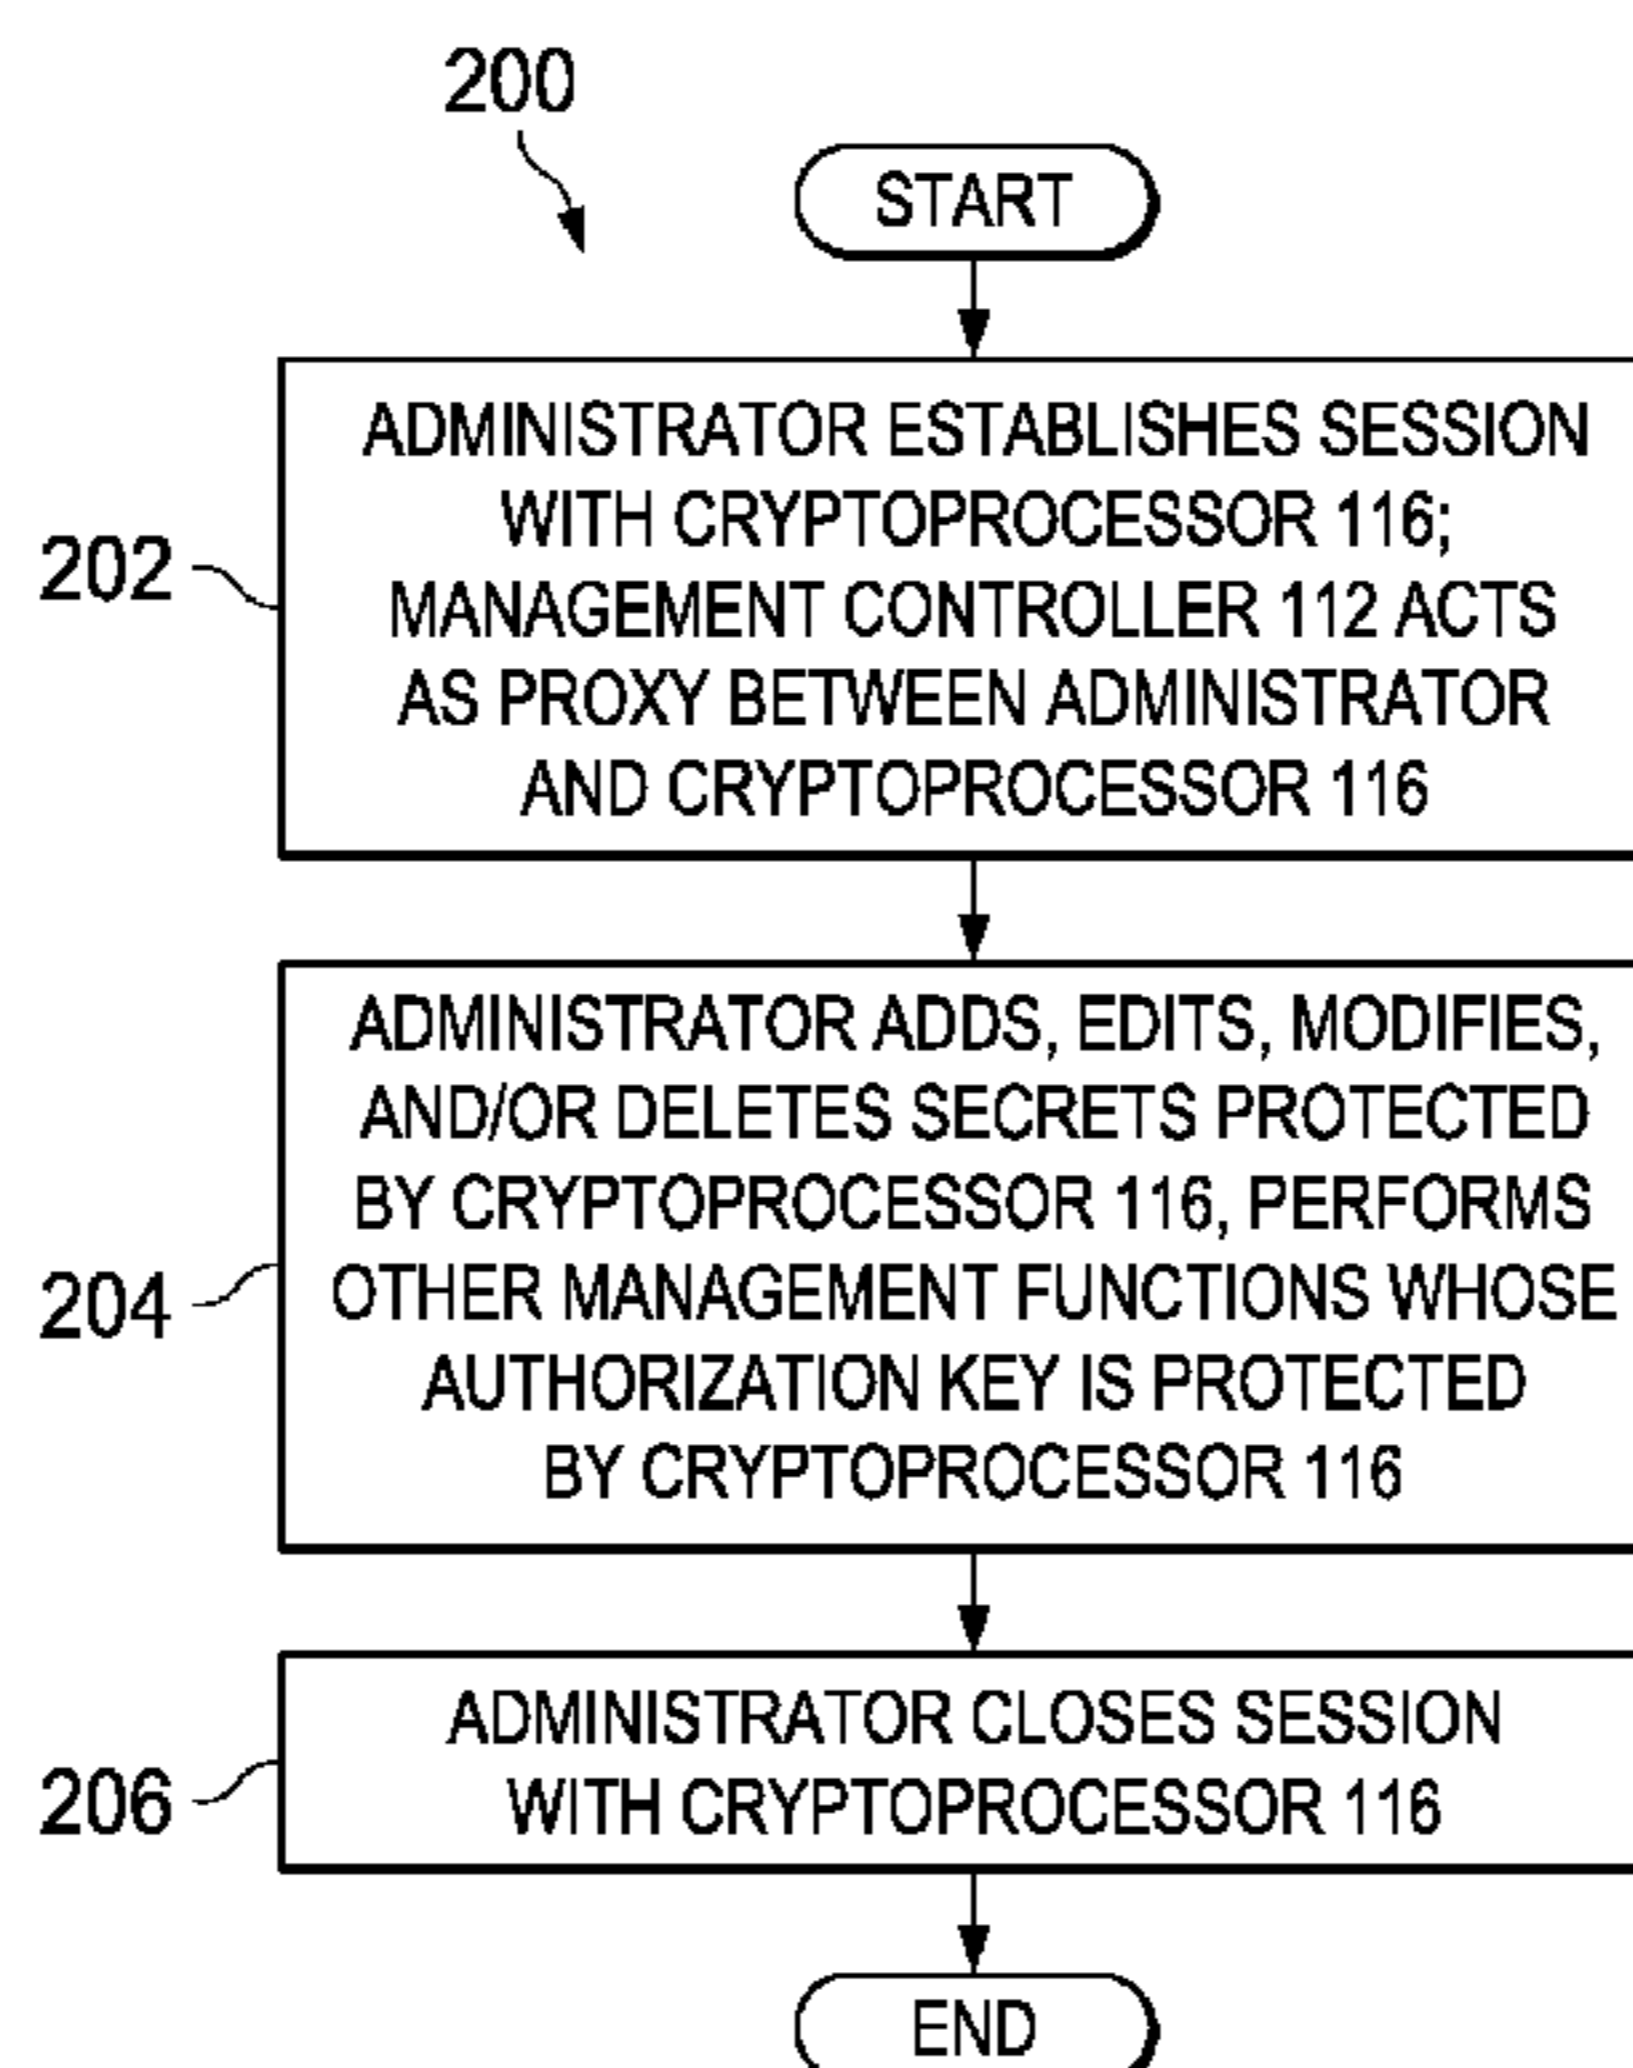 200
START
202
ADMINISTRATOR ESTABLISHES SESSION
WITH CRYPTOPROCESSOR 116;
MANAGEMENT CONTROLLER 112 ACTS
AS PROXY BETWEEN ADMINISTRATOR
AND CRYPTOPROCESSOR 116
204
ADMINISTRATOR ADDS, EDITS, MODIFIES,
AND/OR DELETES SECRETS PROTECTED
BY CRYPTOPROCESSOR 116, PERFORMS
OTHER MANAGEMENT FUNCTIONS WHOSE
AUTHORIZATION KEY IS PROTECTED
BY CRYPTOPROCESSOR 116
206
ADMINISTRATOR CLOSES SESSION
WITH CRYPTOPROCESSOR 116
END